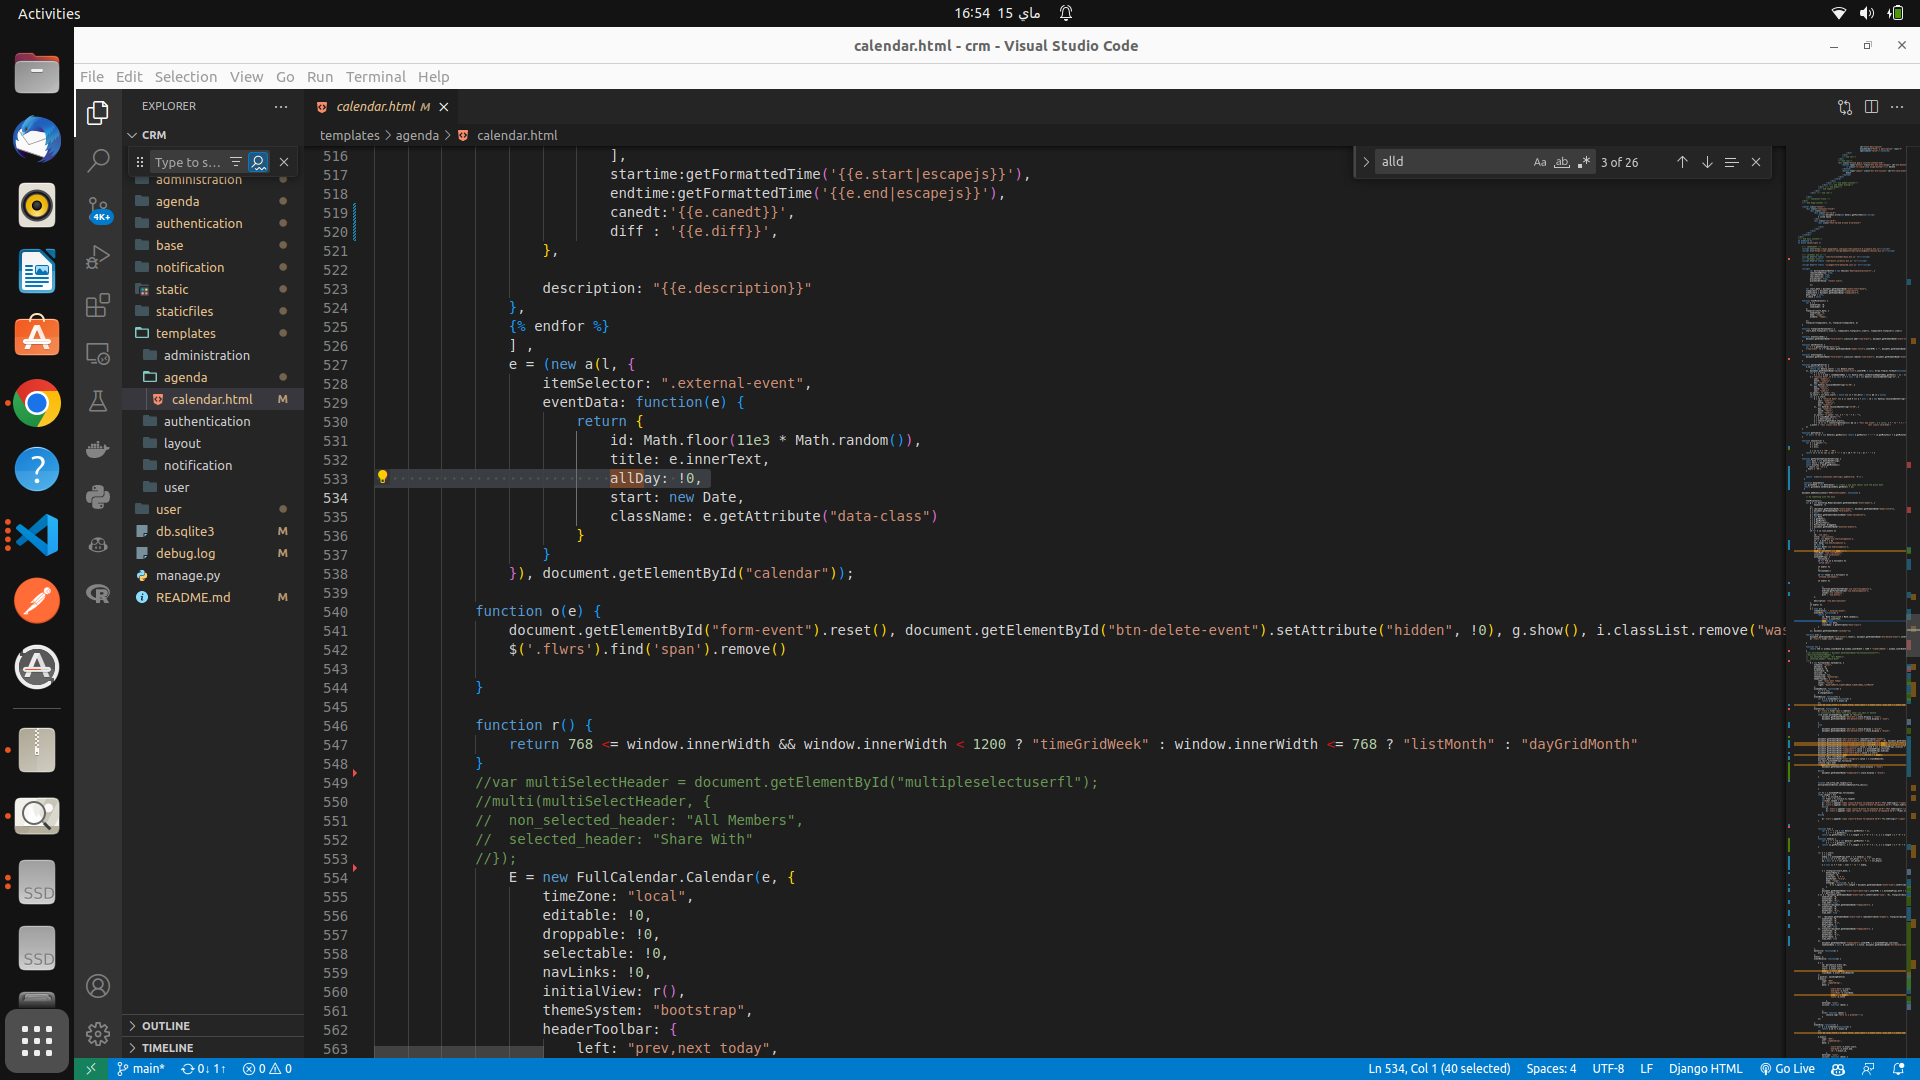 Activities
16:54 15 ماي
calendar.html - crm - Visual Studio Code
File Edit Selection View Go Run Terminal Help
EXPLORER
CRM
Type to s...
administration
agenda
authentication
base
notification
static
staticfiles
templates
administration
agenda
calendar.html M
authentication
layout
notification
user
user
db.sqlite3 M
debug.log M
manage.py
README.md M
OUTLINE
TIMELINE
4K+
SSD
SSD
calendar.html M
templates > agenda > calendar.html
alld
Aa ab 3 of 26
516 ],
517 startime:getFormattedTime('{{e.start|escapejs}}'),
518 endtime:getFormattedTime('{{e.end|escapejs}}'),
519 canedt:'{{e.canedt}}',
520 diff : '{{e.diff}}',
521 },
522
523 description: "{{e.description}}"
524 },
525 {% endfor %}
526 ] ,
527 e = (new a(l, {
528 itemSelector: ".external-event",
529 eventData: function(e) {
530 return {
531 id: Math.floor(11e3 * Math.random()),
532 title: e.innerText,
533 allDay: !0,
534 start: new Date,
535 className: e.getAttribute("data-class")
536 }
537 }
538 }), document.getElementById("calendar"));
539
540 function o(e) {
541 document.getElementById("form-event").reset(), document.getElementById("btn-delete-event").setAttribute("hidden", !0), g.show(), i.classList.remove("was
542 $('.flwrs').find('span').remove()
543
544 }
545
546 function r() {
547 return 768 <= window.innerWidth && window.innerWidth < 1200 ? "timeGridWeek" : window.innerWidth <= 768 ? "listMonth" : "dayGridMonth"
548 }
549 //var multiSelectHeader = document.getElementById("multipleselectuserfl");
550 //multi(multiSelectHeader, {
551 // non_selected_header: "All Members",
552 // selected_header: "Share With"
553 //});
554 E = new FullCalendar.Calendar(e, {
555 timeZone: "local",
556 editable: !0,
557 droppable: !0,
558 selectable: !0,
559 navLinks: !0,
560 initialView: r(),
561 themeSystem: "bootstrap",
562 headerToolbar: {
563 left: "prev,next today",
main* 0↓ 1↑ 0 0
Ln 534, Col 1 (40 selected) Spaces: 4 UTF-8 LF Django HTML Go Live